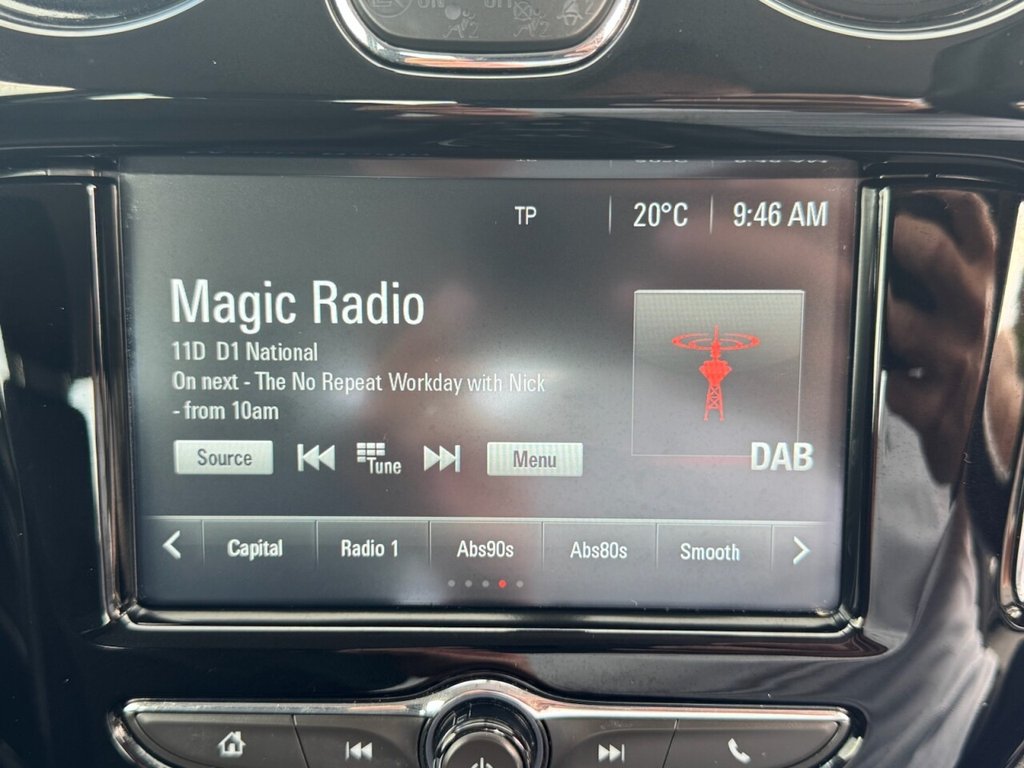 TP 20°C 9:46 AM
Magic Radio
11D D1 National
On next - The No Repeat Workday with Nick
- from 10am
Source Tune Menu
DAB
Capital Radio 1 Abs90s Abs80s Smooth